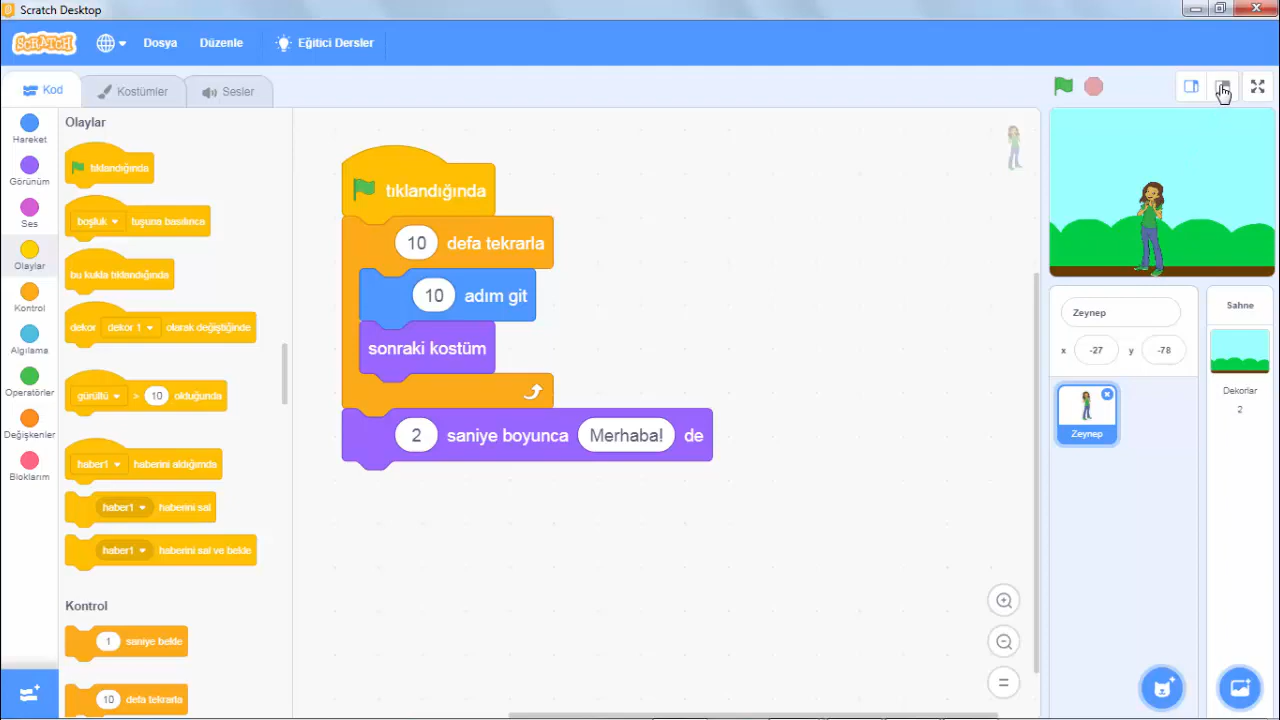 Scratch Desktop
SCRATCH
Dosya
Düzenle
Eğitici Dersler
Kod
Kostümler
Sesler
Hareket
Görünüm
Ses
Olaylar
Kontrol
Algılama
Operatörler
Değişkenler
Bloklarım
Olaylar
tıklandığında
boşluk tuşuna basılınca
bu kukla tıklandığında
dekor dekor 1 olarak değiştiğinde
gürültü > 10 olduğunda
haber1 haberini aldığımda
haber1 haberini sal
haber1 haberini sal ve bekle
Kontrol
1 saniye bekle
10 defa tekrarla
tıklandığında
10 defa tekrarla
10 adım git
sonraki kostüm
2 saniye boyunca Merhaba! de
Zeynep
x -27 y -78
Zeynep
Sahne
Dekorlar
2